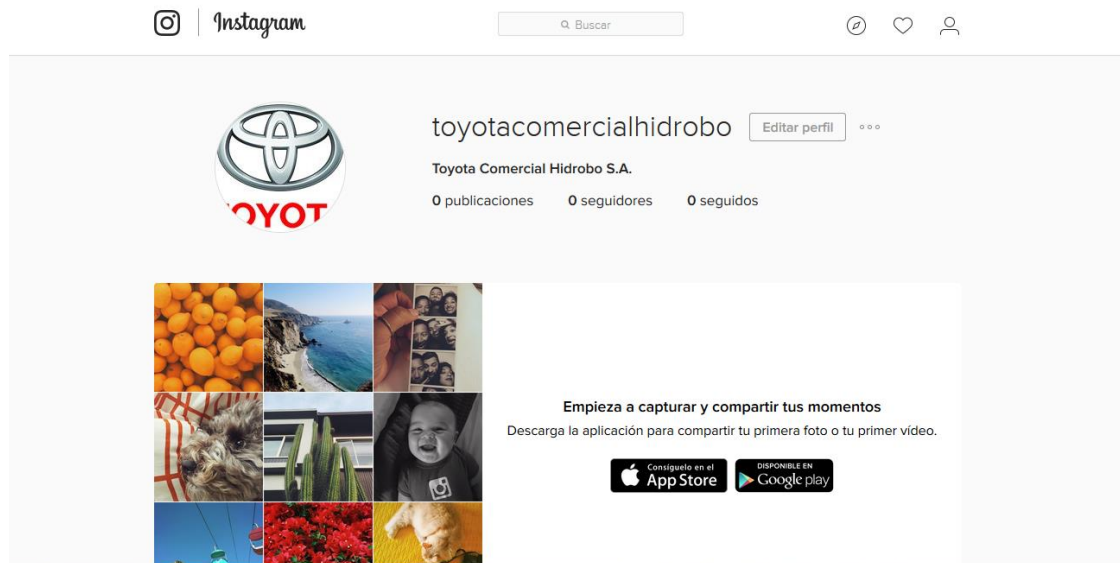 Instagram
Buscar
toyotacomercialhidrobo Editar perfil
Toyota Comercial Hidrobo S.A.
0 publicaciones 0 seguidores 0 seguidos
OYOT
Empieza a capturar y compartir tus momentos
Descarga la aplicación para compartir tu primera foto o tu primer vídeo.
Consíguelo en el
App Store
DISPONIBLE EN
Google play